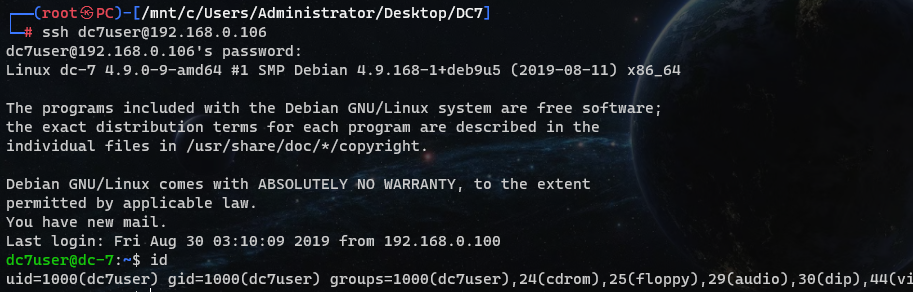 ┌──(root㉿PC)-[/mnt/c/Users/Administrator/Desktop/DC7]
└─# ssh dc7user@192.168.0.106
dc7user@192.168.0.106's password:
Linux dc-7 4.9.0-9-amd64 #1 SMP Debian 4.9.168-1+deb9u5 (2019-08-11) x86_64
The programs included with the Debian GNU/Linux system are free software;
the exact distribution terms for each program are described in the
individual files in /usr/share/doc/*/copyright.
Debian GNU/Linux comes with ABSOLUTELY NO WARRANTY, to the extent
permitted by applicable law.
You have new mail.
Last login: Fri Aug 30 03:10:09 2019 from 192.168.0.100
dc7user@dc-7:~$ id
uid=1000(dc7user) gid=1000(dc7user) groups=1000(dc7user),24(cdrom),25(floppy),29(audio),30(dip),44(vi